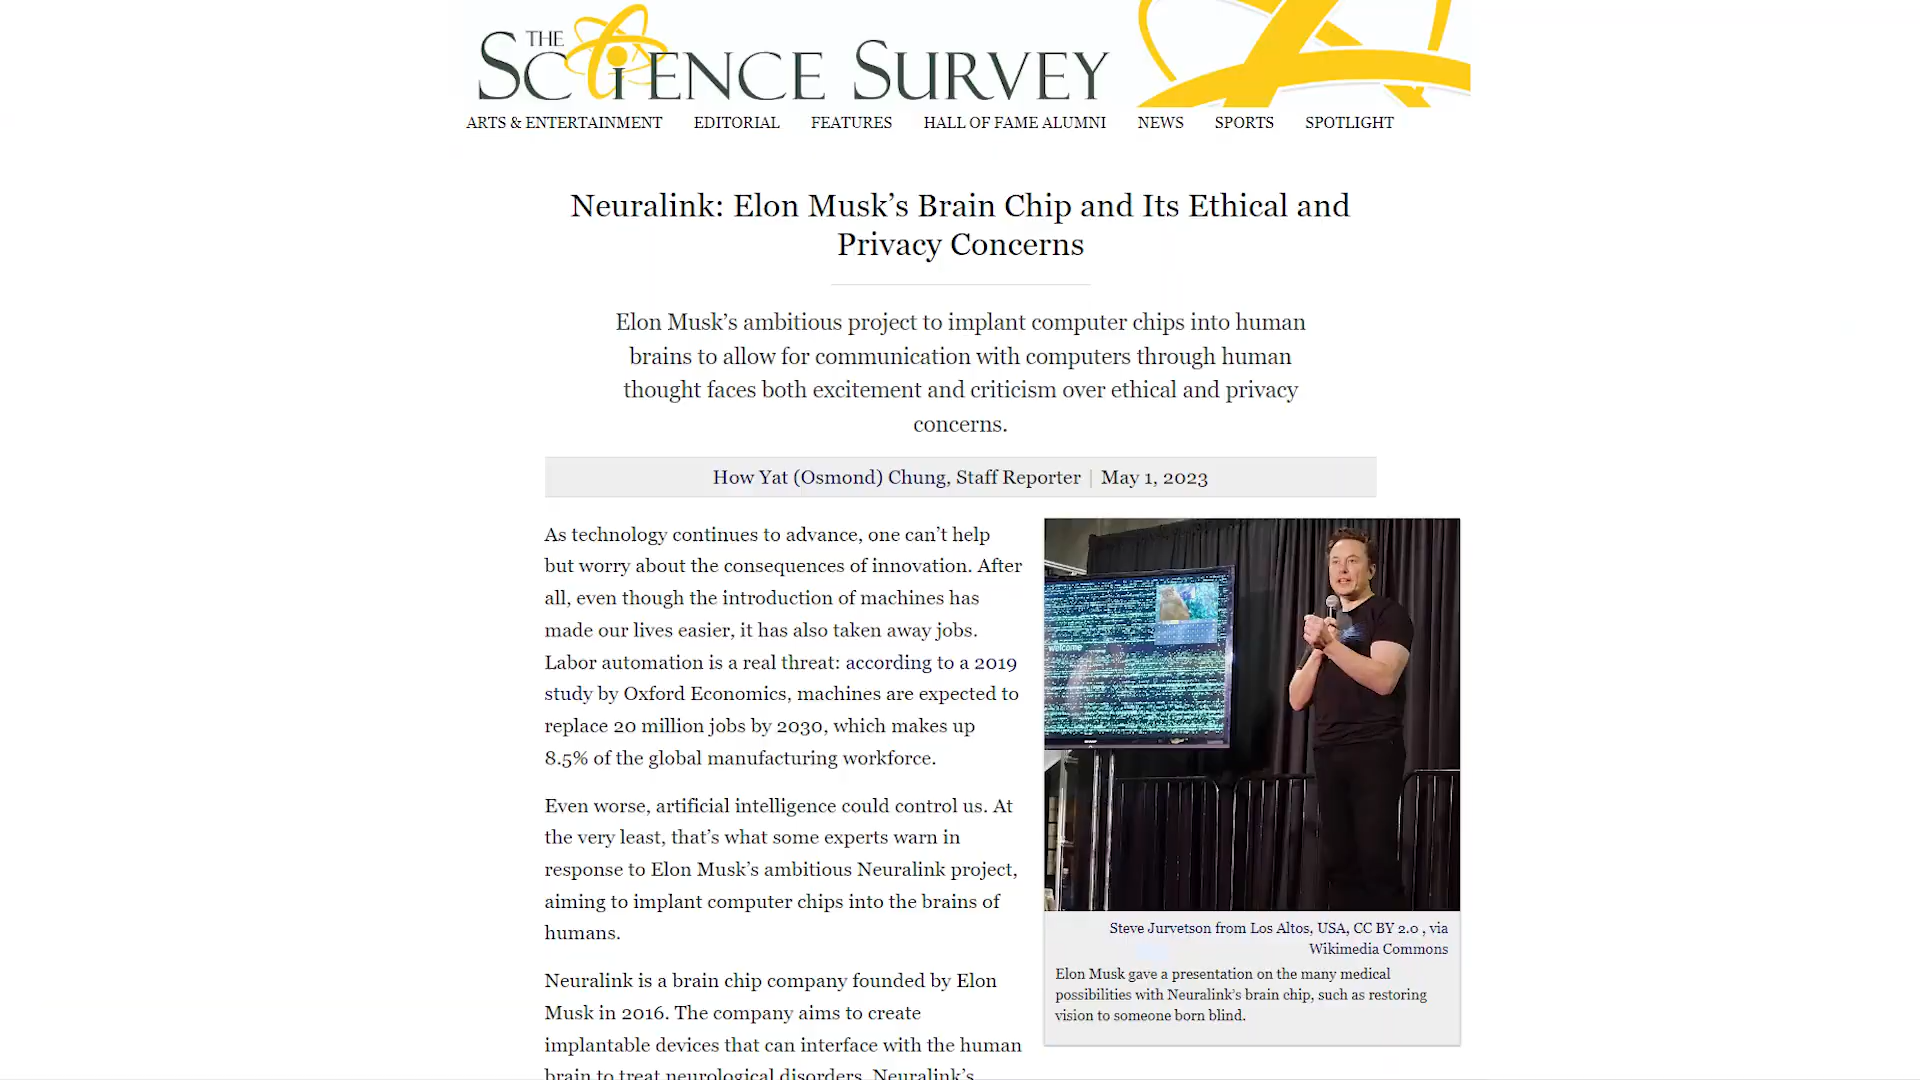 THE SCIENCE SURVEY
ARTS & ENTERTAINMENT EDITORIAL FEATURES HALL OF FAME ALUMNI NEWS SPORTS SPOTLIGHT
Neuralink: Elon Musk’s Brain Chip and Its Ethical and
Privacy Concerns
Elon Musk’s ambitious project to implant computer chips into human
brains to allow for communication with computers through human
thought faces both excitement and criticism over ethical and privacy
concerns.
How Yat (Osmond) Chung, Staff Reporter | May 1, 2023
As technology continues to advance, one can’t help
but worry about the consequences of innovation. After
all, even though the introduction of machines has
made our lives easier, it has also taken away jobs.
Labor automation is a real threat: according to a 2019
study by Oxford Economics, machines are expected to
replace 20 million jobs by 2030, which makes up
8.5% of the global manufacturing workforce.
Even worse, artificial intelligence could control us. At
the very least, that’s what some experts warn in
response to Elon Musk’s ambitious Neuralink project,
aiming to implant computer chips into the brains of
humans.
Neuralink is a brain chip company founded by Elon
Musk in 2016. The company aims to create
implantable devices that can interface with the human
brain to treat neurological disorders. Neuralink’s
welcome
Steve Jurvetson from Los Altos, USA, CC BY 2.0 , via
Wikimedia Commons
Elon Musk gave a presentation on the many medical
possibilities with Neuralink’s brain chip, such as restoring
vision to someone born blind.